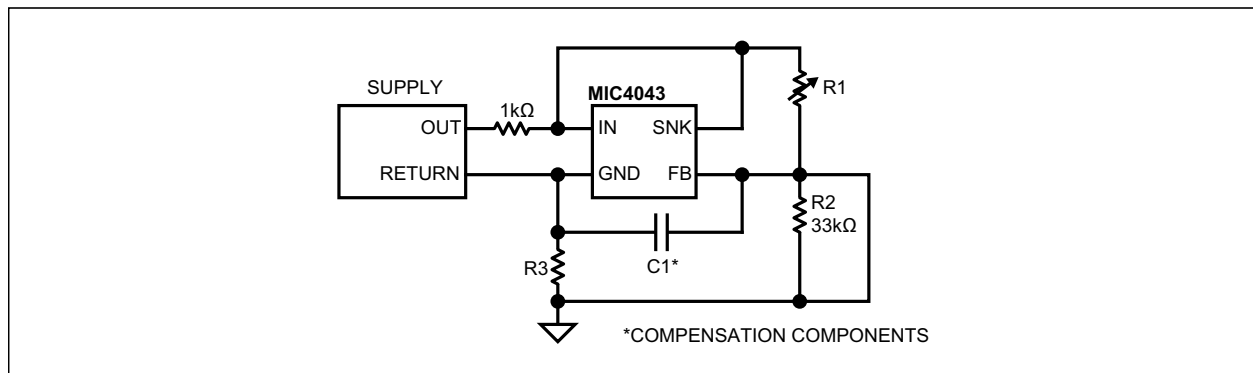 SUPPLY
OUT
RETURN
1kΩ
MIC4043
IN
SNK
GND
FB
R1
R2
33kΩ
C1*
R3
*COMPENSATION COMPONENTS